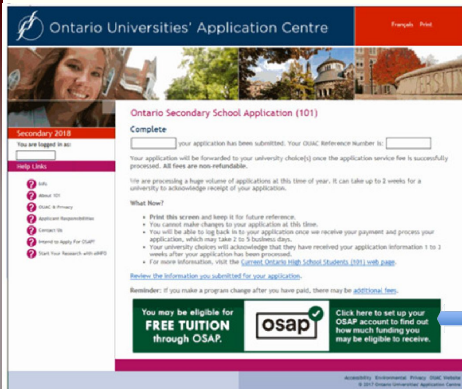 Ontario Universities' Application Centre
Français Print
Secondary 2018
You are logged in as:
Help Links
Info
About 101
OUAC & Privacy
Applicant Responsibilities
Contact Us
Intend to Apply For OSAP?
Start Your Research with eINFO
Ontario Secondary School Application (101)
Complete
your application has been submitted. Your OUAC Reference Number is:
Your application will be forwarded to your university choice(s) once the application service fee is successfully
processed. All fees are non-refundable.
We are processing a huge volume of applications at this time of year. It can take up to 2 weeks for a
university to acknowledge receipt of your application.
What Now?
• Print this screen and keep it for future reference.
• You cannot make changes to your application at this time.
• You will be able to log back in to your application once we receive your payment and process your
application, which may take 2 to 5 business days.
• Your university choices will acknowledge that they have received your application information 1 to 2
weeks after your application has been processed.
• For more information, visit the Current Ontario High School Students (101) web page.
Review the information you submitted for your application.
Reminder: If you make a program change after you have paid, there may be additional fees.
You may be eligible for
FREE TUITION
through OSAP.
osap
Click here to set up your
OSAP account to find out
how much funding you
may be eligible to receive.
Accessibility Environmental Privacy OUAC Website
© 2017 Ontario Universities' Application Centre